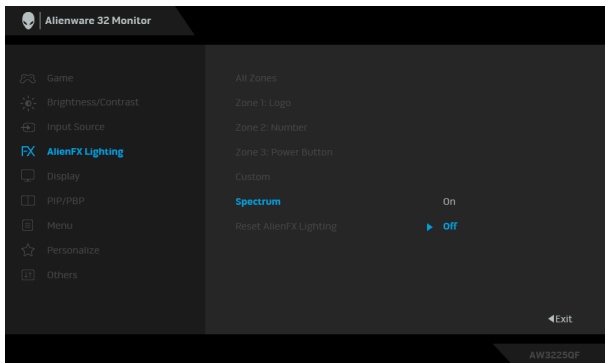 Alienware 32 Monitor
Game
Brightness/Contrast
Input Source
FX AlienFX Lighting
Display
PIP/PBP
Menu
Personalize
Others
All Zones
Zone 1: Logo
Zone 2: Number
Zone 3: Power Button
Custom
Spectrum On
Reset AlienFX Lighting Off
Exit
AW3225QF